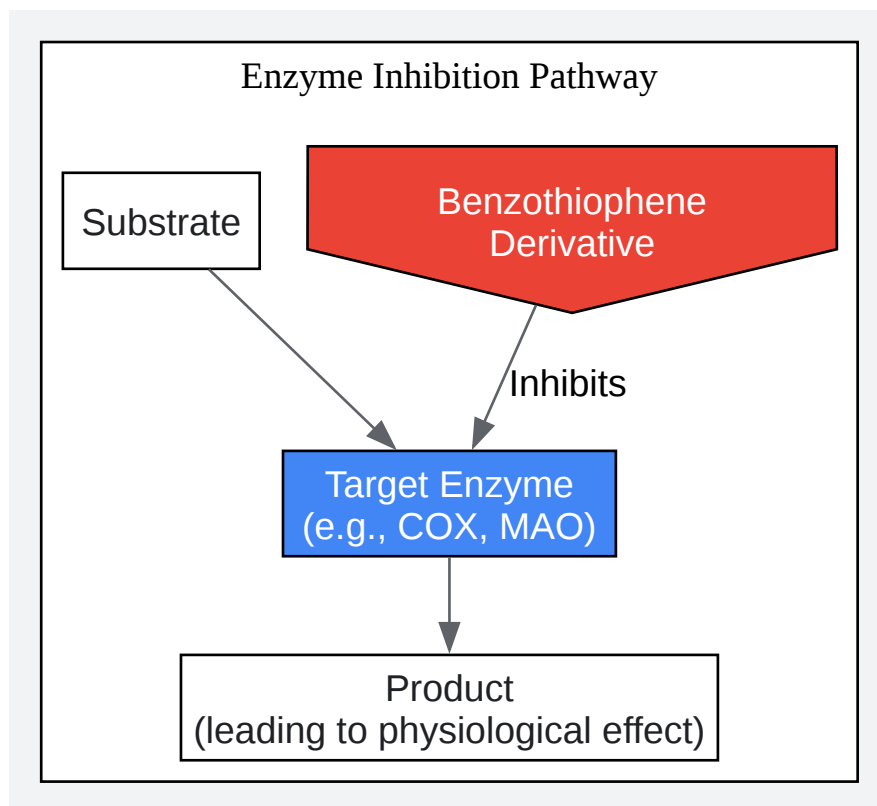 Enzyme Inhibition Pathway
Substrate
Benzothiophene
Derivative
Inhibits
Target Enzyme
(e.g., COX, MAO)
Product
(leading to physiological effect)